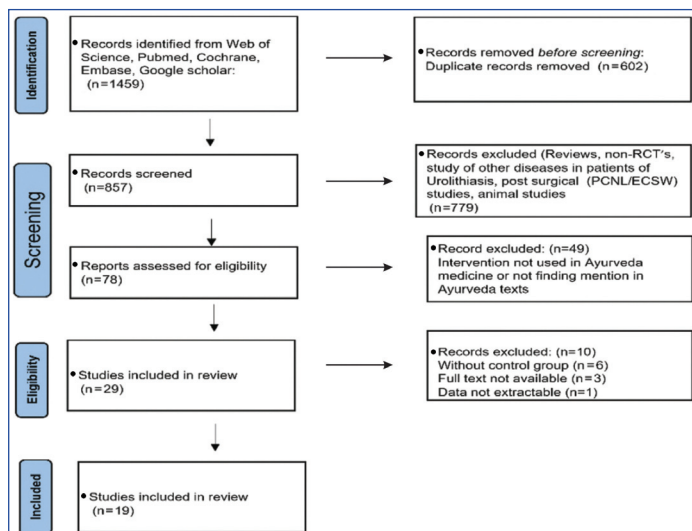 Identification
• Records identified from Web of
Science, Pubmed, Cochrane,
Embase, Google scholar:
(n=1459)
• Records removed before screening:
Duplicate records removed (n=602)
Screening
• Records screened
(n=857)
• Records excluded (Reviews, non-RCT's,
study of other diseases in patients of
Urolithiasis, post surgical (PCNL/ECSW)
studies, animal studies
(n=779)
• Reports assessed for eligibility
(n=78)
• Record excluded: (n=49)
Intervention not used in Ayurveda
medicine or not finding mention in
Ayurveda texts
Eligibility
• Studies included in review
(n=29)
• Records excluded: (n=10)
Without control group (n=6)
Full text not available (n=3)
Data not extractable (n=1)
Included
• Studies included in review
(n=19)